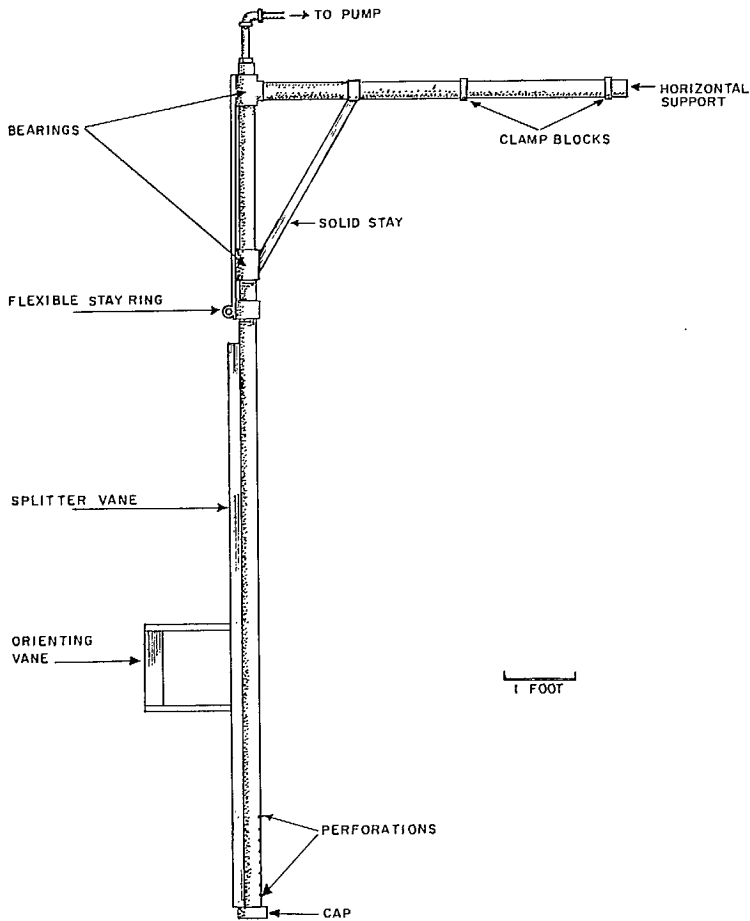 TO PUMP
HORIZONTAL
SUPPORT
BEARINGS
CLAMP BLOCKS
SOLID STAY
FLEXIBLE STAY RING
SPLITTER VANE
ORIENTING
VANE
1 FOOT
PERFORATIONS
CAP